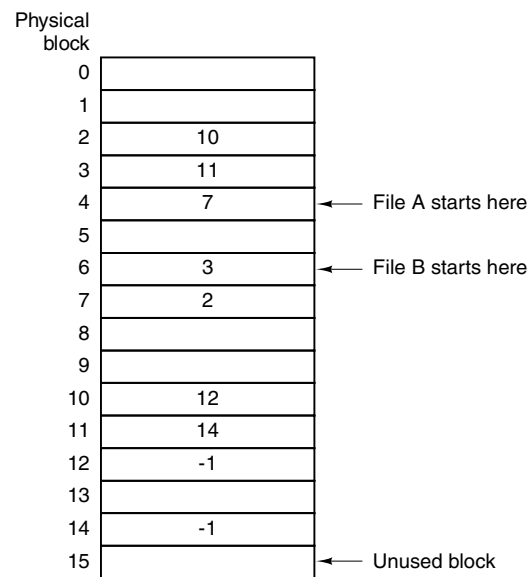 Physical
block
0
1
2 10
3 11
4 7 File A starts here
5
6 3 File B starts here
7 2
8
9
10 12
11 14
12 -1
13
14 -1
15 Unused block